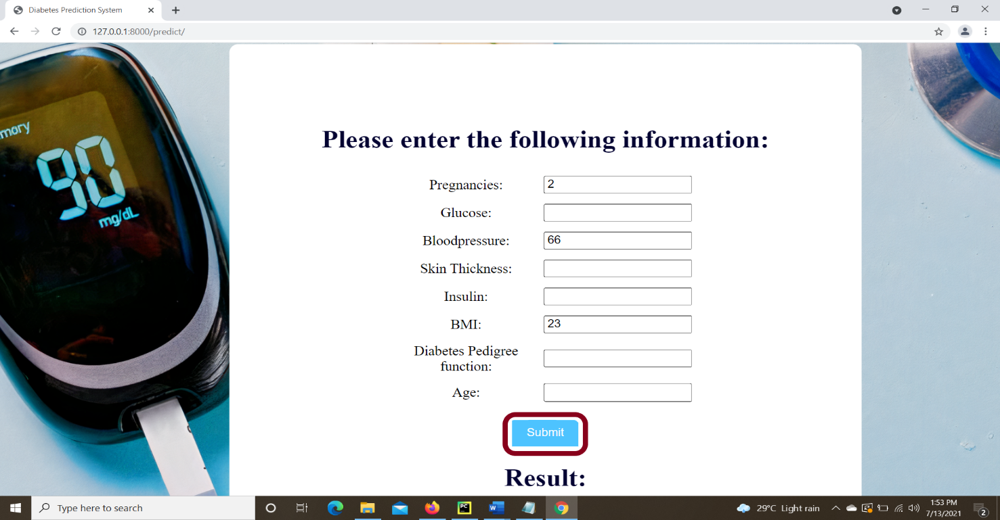 Diabetes Prediction System
127.0.0.1:8000/predict/
mory
90
mg/dL
Please enter the following information:
Pregnancies: 2
Glucose:
Bloodpressure: 66
Skin Thickness:
Insulin:
BMI: 23
Diabetes Pedigree
function:
Age:
Submit
Result:
Type here to search
PC
W
29°C Light rain
1:53 PM
7/13/2021
2